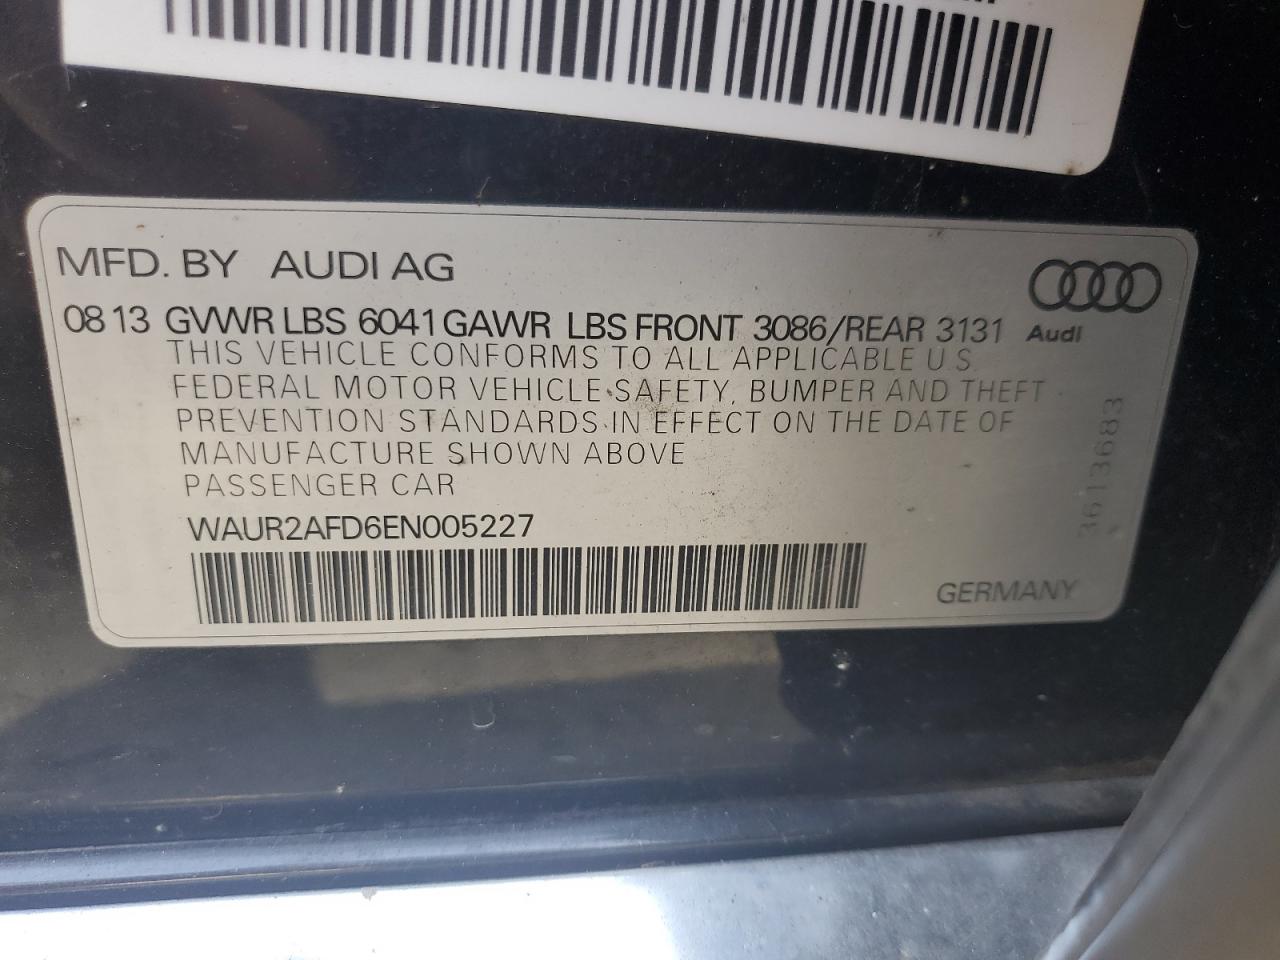 MFD. BY AUDI AG
08 13 GVWR LBS 6041 GAWR LBS FRONT 3086/REAR 3131
Audi
THIS VEHICLE CONFORMS TO ALL APPLICABLE U.S.
FEDERAL MOTOR VEHICLE SAFETY, BUMPER AND THEFT
PREVENTION STANDARDS IN EFFECT ON THE DATE OF
MANUFACTURE SHOWN ABOVE
PASSENGER CAR
WAUR2AFD6EN005227
GERMANY
3613683